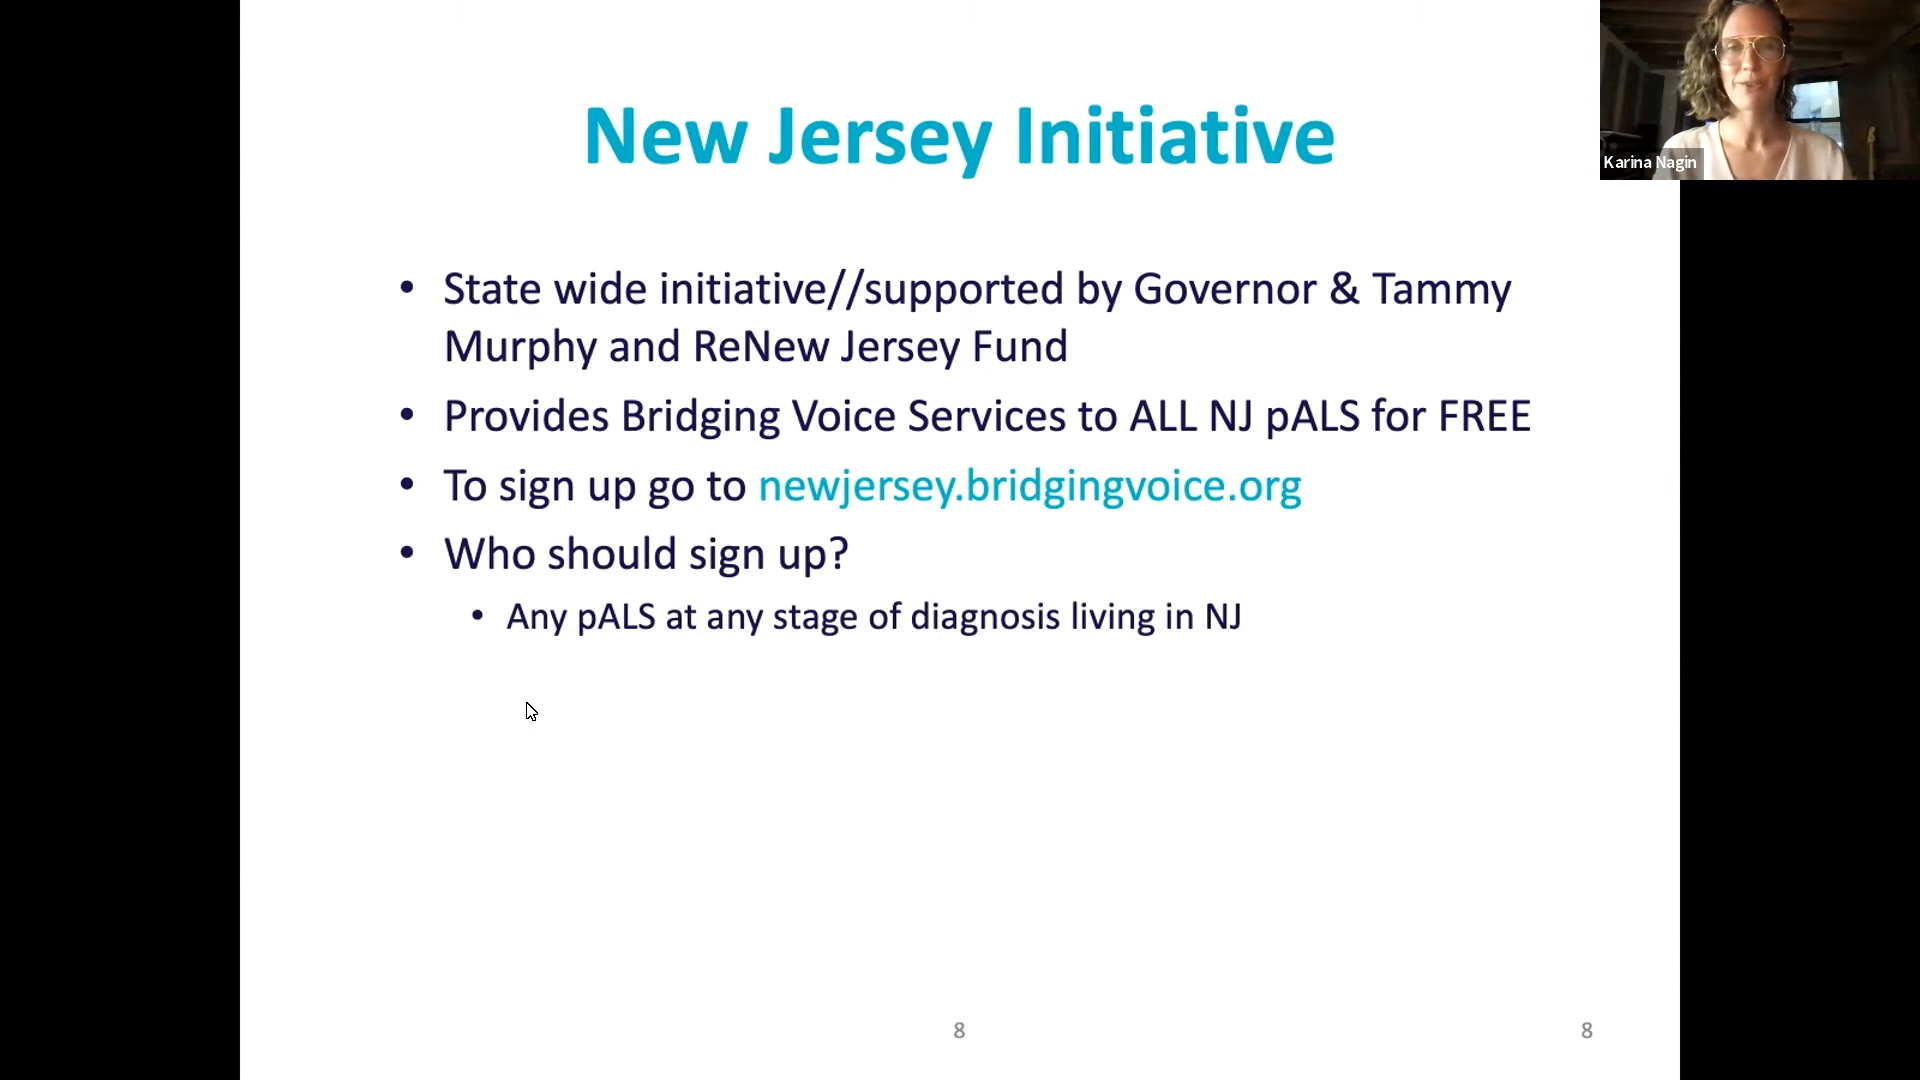 New Jersey Initiative
Karina Nagin
• State wide initiative//supported by Governor & Tammy
Murphy and ReNew Jersey Fund
• Provides Bridging Voice Services to ALL NJ pALS for FREE
• To sign up go to newjersey.bridgingvoice.org
• Who should sign up?
• Any pALS at any stage of diagnosis living in NJ
8
8